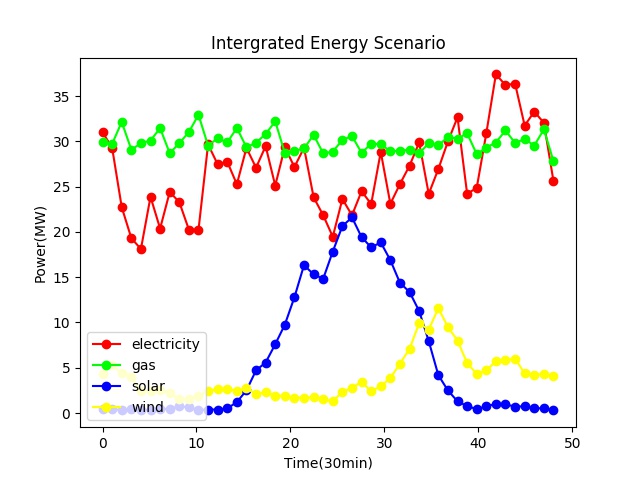 Intergrated Energy Scenario
Power(MW)
35
30
25
20
15
10
5
0
electricity
gas
solar
wind
0 10 20 30 40 50
Time(30min)